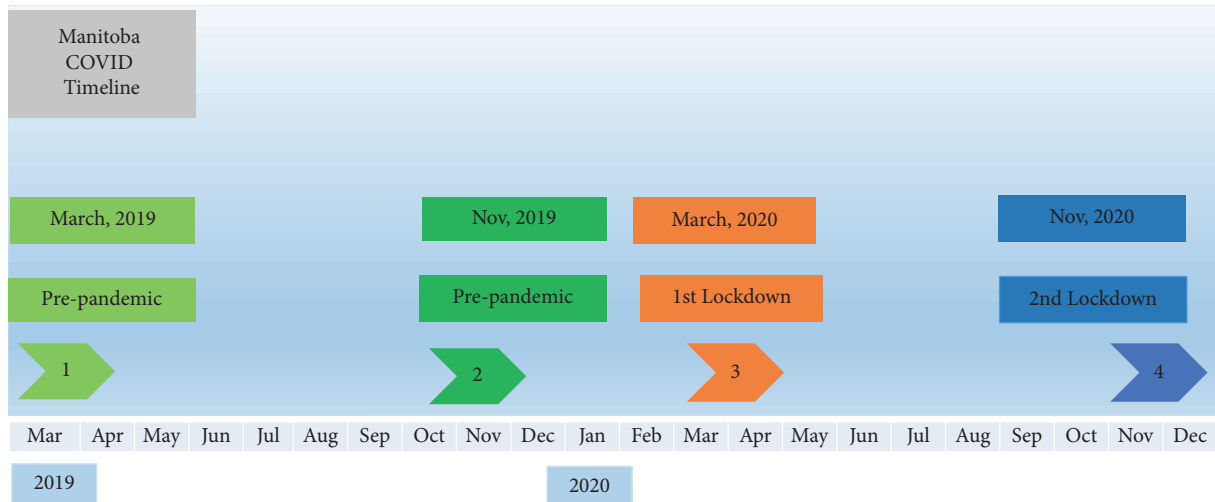 Manitoba
COVID
Timeline
March, 2019
Nov, 2019
March, 2020
Nov, 2020
Pre-pandemic
Pre-pandemic
1st Lockdown
2nd Lockdown
1
2
3
4
Mar Apr May Jun Jul Aug Sep Oct Nov Dec Jan Feb Mar Apr May Jun Jul Aug Sep Oct Nov Dec
2019
2020